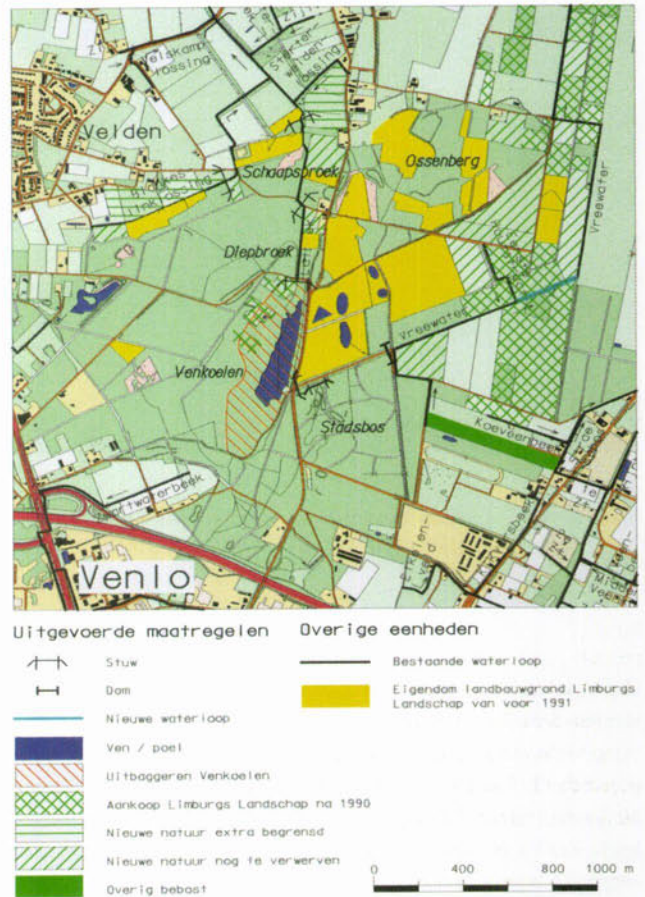 Velden
Schaapsbroek
Ossenberg
Vreewater
Diepbroek
Vreewater
Venkoelen
Stadsbos
Koeveerbeek
Venlo
Uitgevoerde maatregelen
Stuw
Dam
Nieuwe waterloop
Ven / poel
Uitbaggeren Venkoelen
Aankoop Limburgs Landschap na 1990
Nieuwe natuur extra begrensd
Nieuwe natuur nog te verwerven
Overig bebost
Overige eenheden
Bestaande waterloop
Eigendom landbouwgrond Limburgs
Landschap van voor 1991
0 400 800 1000 m